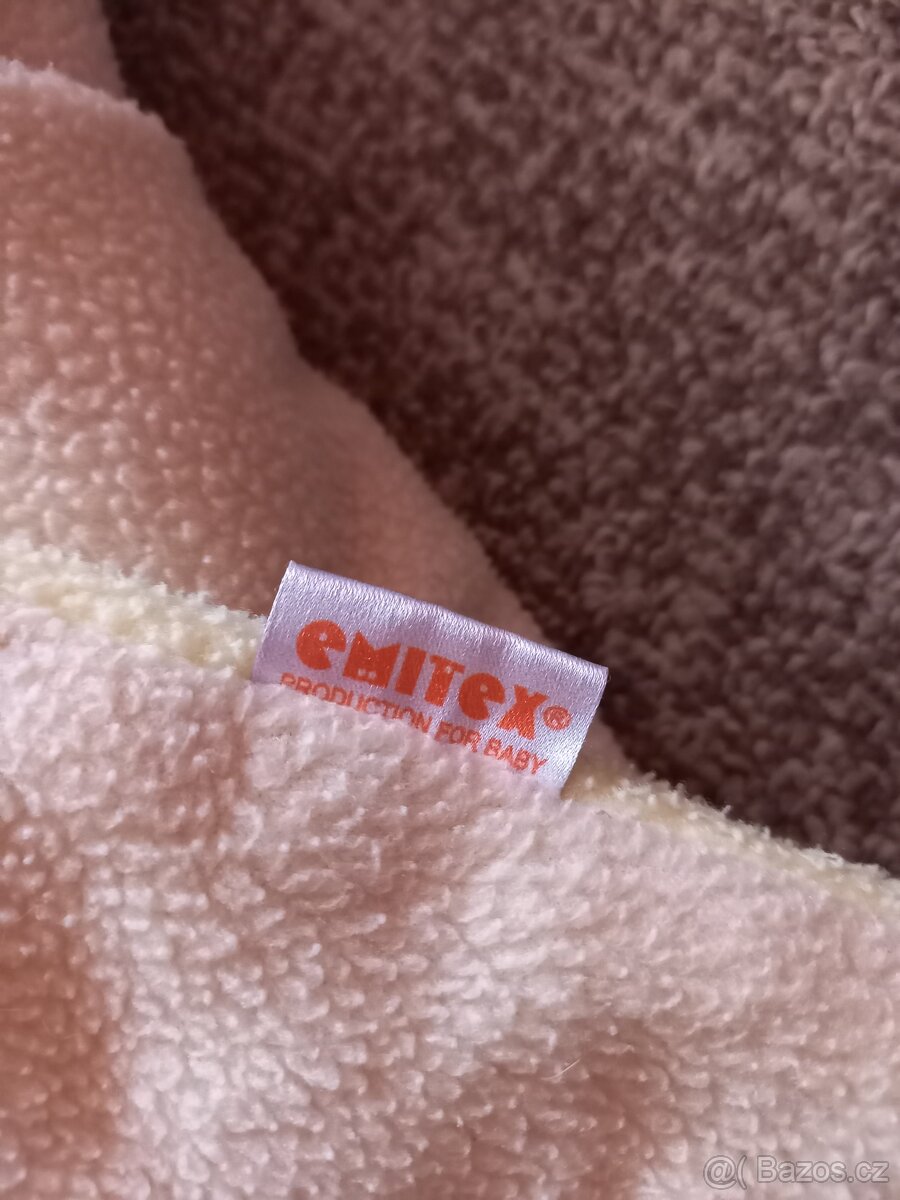 eMITex®
PRODUCTION FOR BABY
@( Bazos.cz